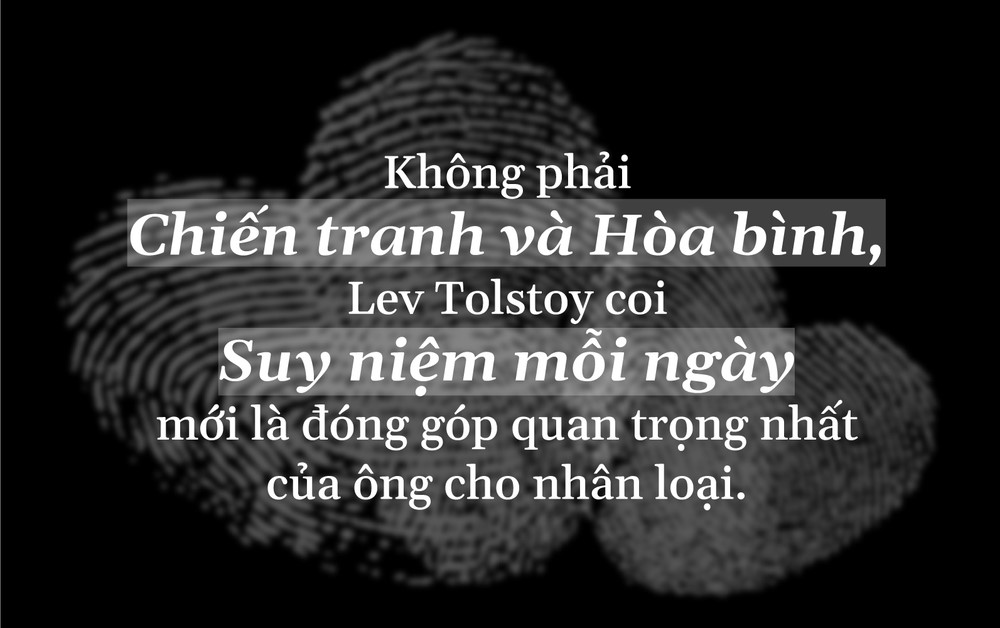 Không phải
Chiến tranh và Hòa bình,
Lev Tolstoy coi
Suy niệm mỗi ngày
mới là đóng góp quan trọng nhất
của ông cho nhân loại.